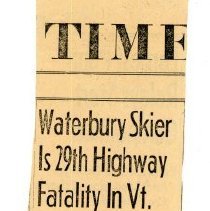 TIME
Waterbury Skier
Is 29th Highway
Fatality In Vt.